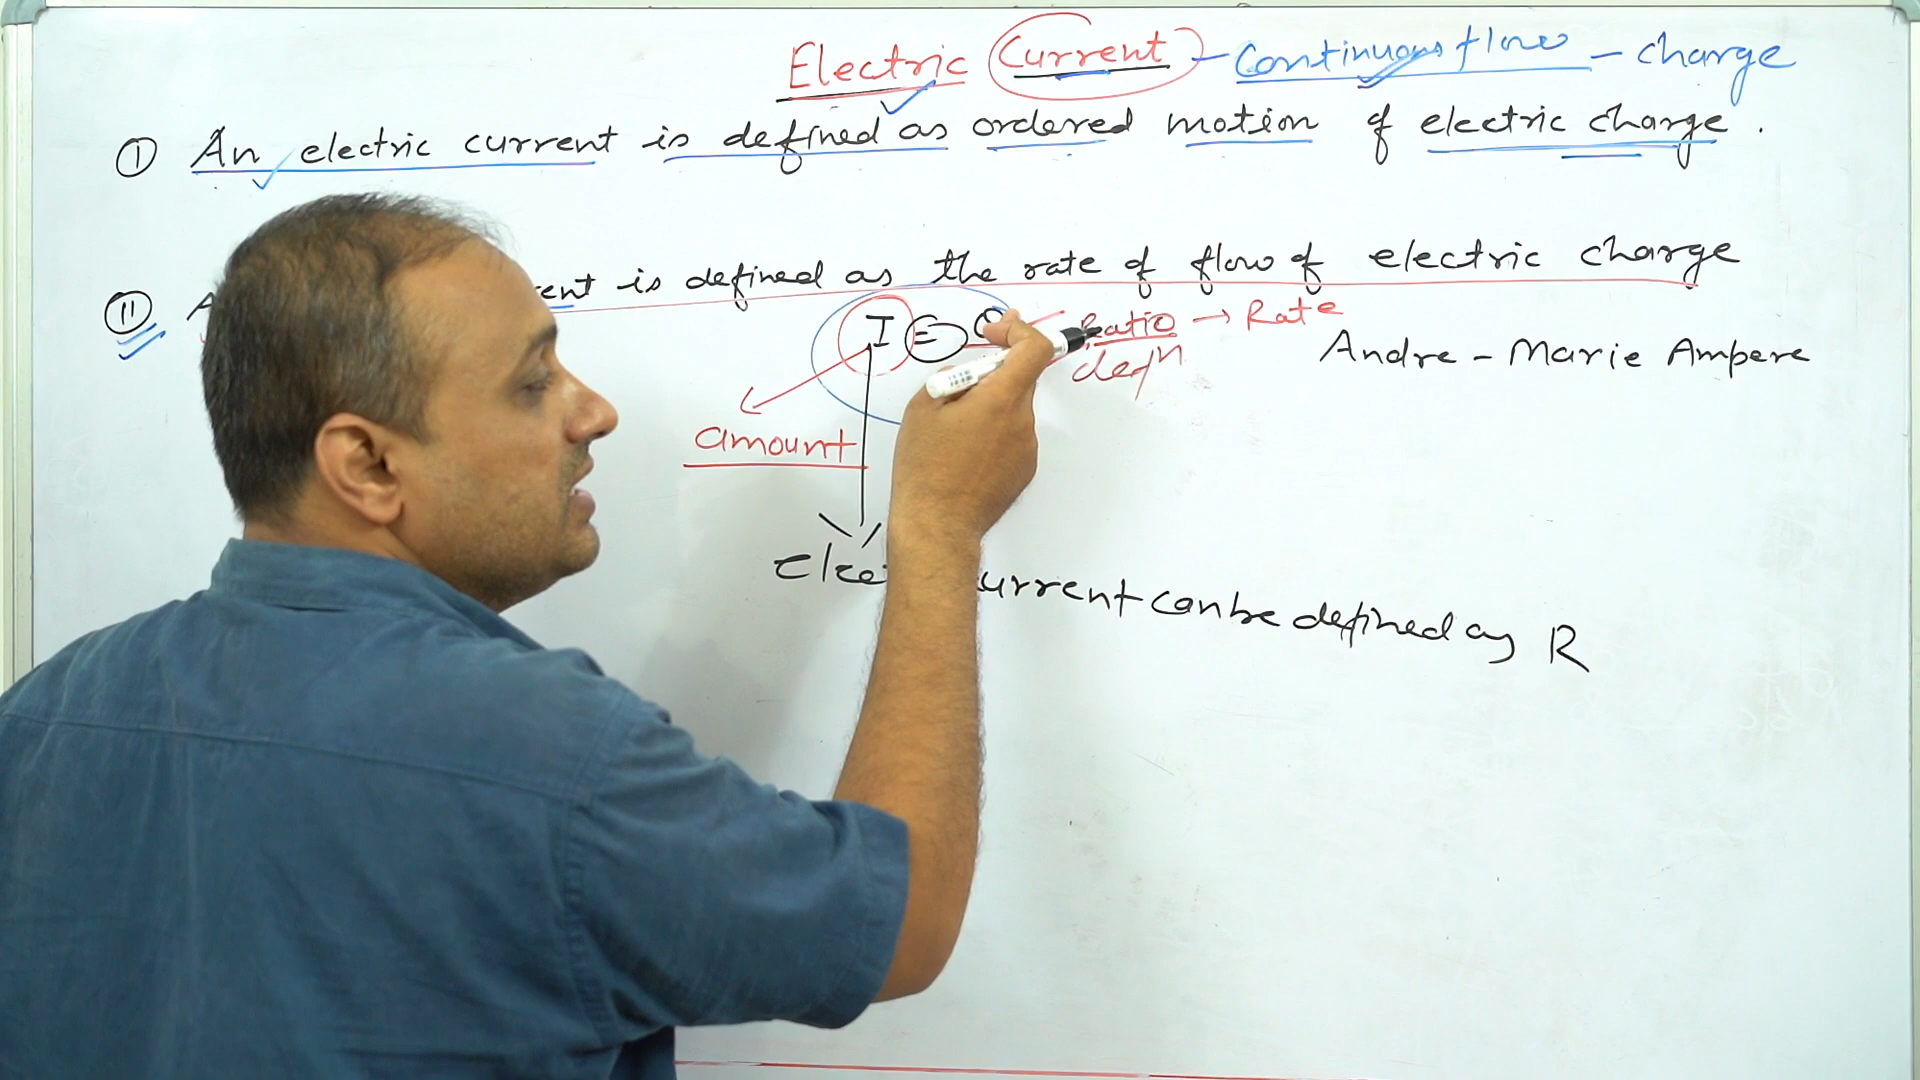 Electric Current - Continuous flow - charge
① An electric current is defined as ordered motion of electric charge.
⑪ is defined as the rate of flow of electric charge
I = Ratio → Rate
defn
Andre - Marie Ampere
amount
current can be defined as R